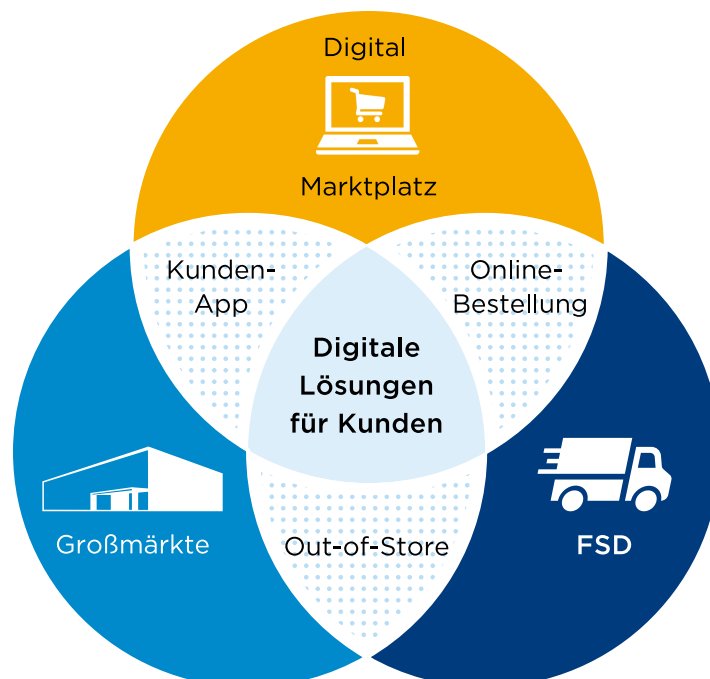 Digital
Marktplatz
Kunden-
App
Online-
Bestellung
Digitale
Lösungen
für Kunden
Großmärkte
Out-of-Store
FSD